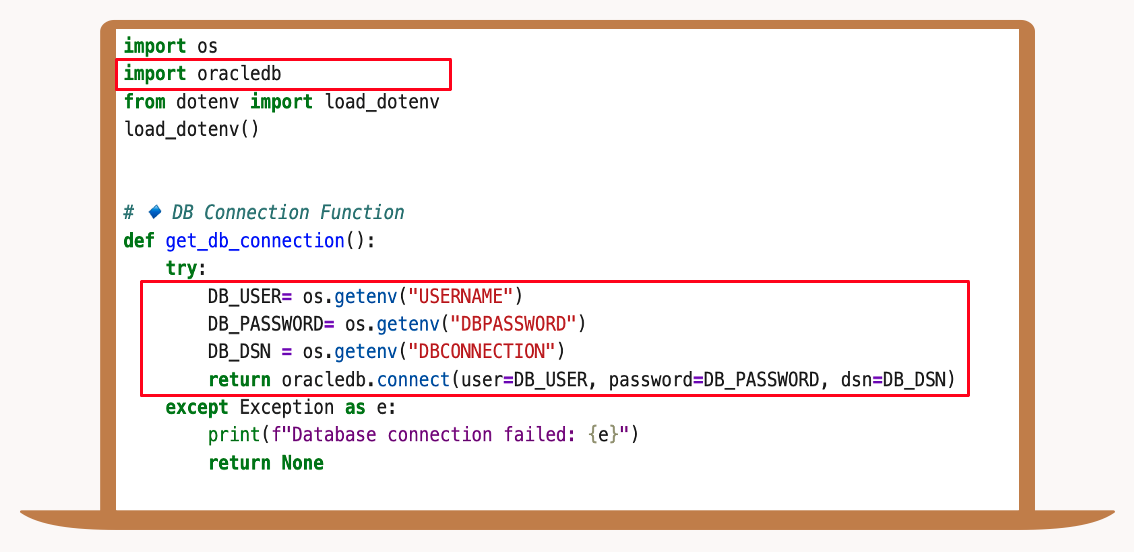 import os
import oracledb
from dotenv import load_dotenv
load_dotenv()
# 🔹 DB Connection Function
def get_db_connection():
    try:
        DB_USER= os.getenv("USERNAME")
        DB_PASSWORD= os.getenv("DBPASSWORD")
        DB_DSN = os.getenv("DBCONNECTION")
        return oracledb.connect(user=DB_USER, password=DB_PASSWORD, dsn=DB_DSN)
    except Exception as e:
        print(f"Database connection failed: {e}")
        return None